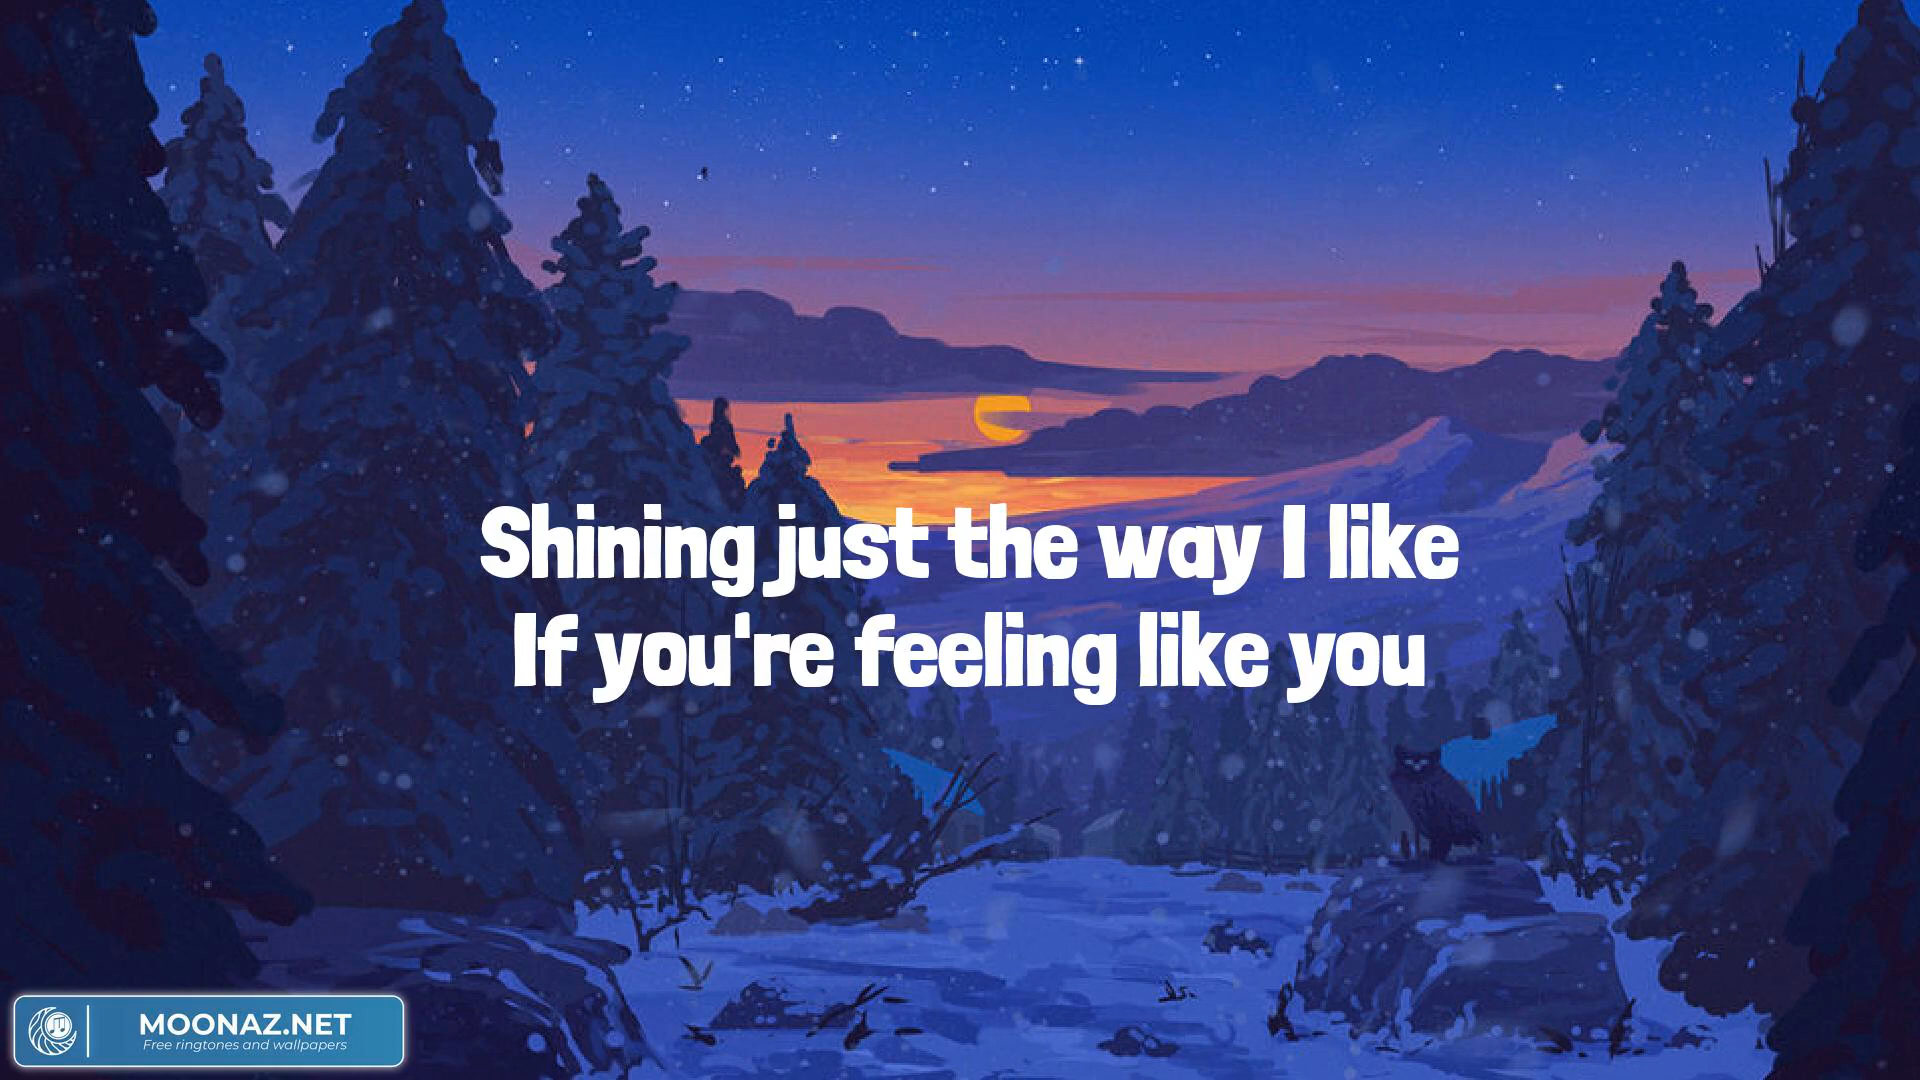 Shining just the way I like
If you're feeling like you
MOONAZ.NET
Free ringtones and wallpapers